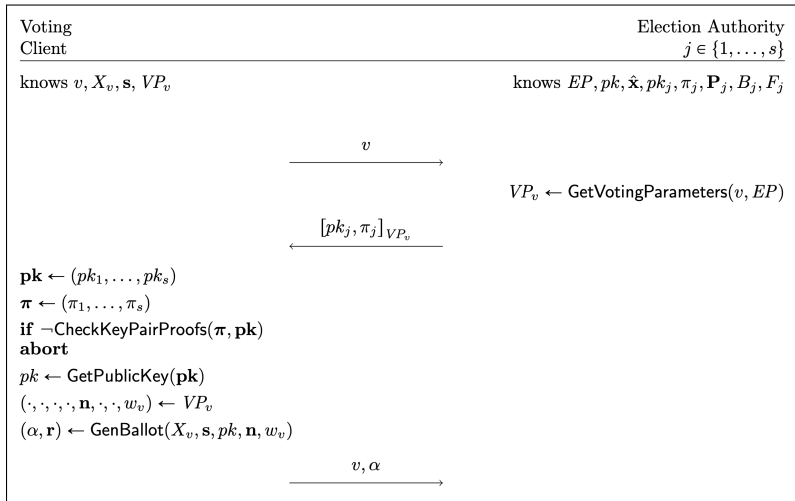 Voting Election Authority
Client j ∈ {1, . . . , s}
knows v, X_v, s, VP_v knows EP, pk, x̂, pk_j, π_j, P_j, B_j, F_j
v
VP_v ← GetVotingParameters(v, EP)
[pk_j, π_j]_{VP_v}
pk ← (pk_1, . . . , pk_s)
π ← (π_1, . . . , π_s)
if ¬CheckKeyPairProofs(π, pk)
abort
pk ← GetPublicKey(pk)
(·, ·, ·, ·, n, ·, ·, w_v) ← VP_v
(α, r) ← GenBallot(X_v, s, pk, n, w_v)
v, α